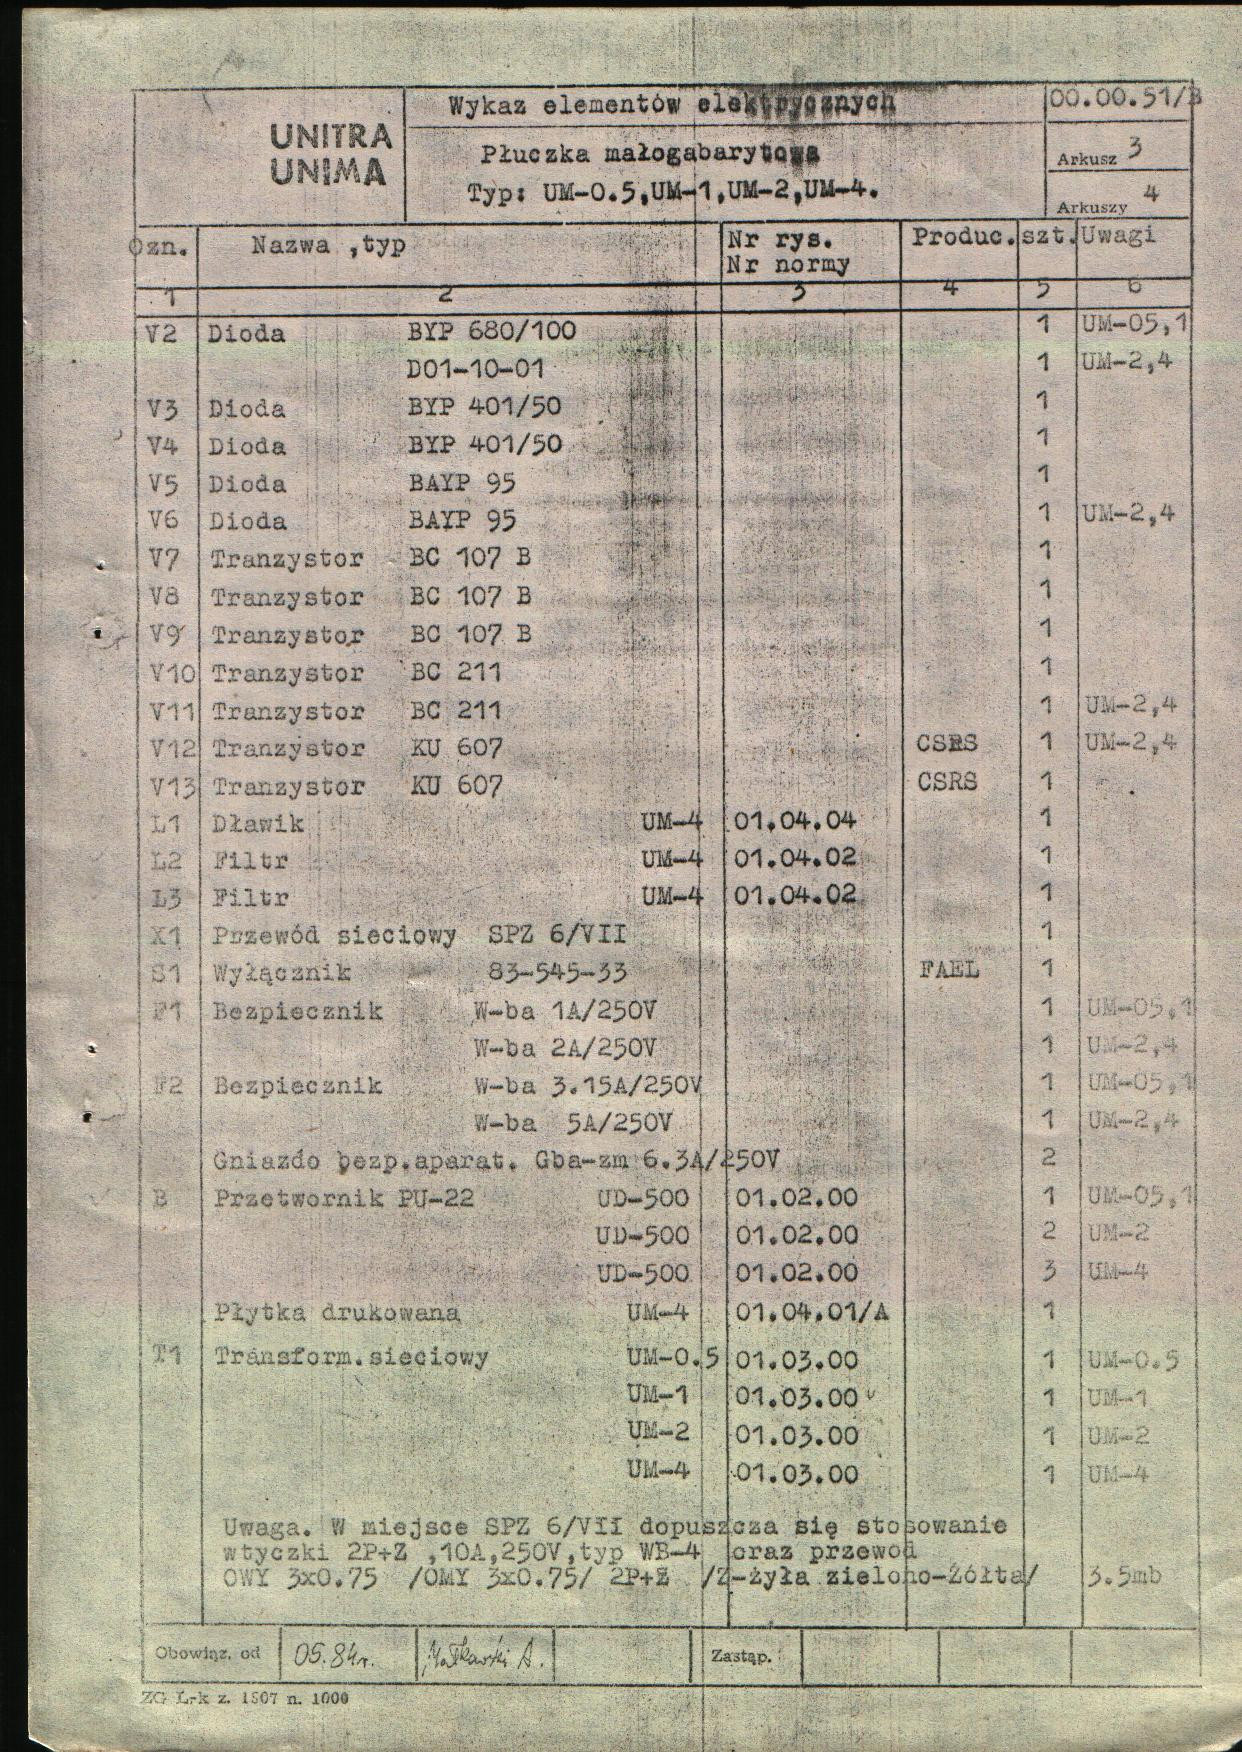 UNITRA
UNIMA
Wykaz elementów elektrycznych
Płuczka małogabarytowa
Typ: UM-0.5,UM-1,UM-2,UM-4.
00.00.51/B
Arkusz 3
Arkuszy 4
Ozn. Nazwa ,typ Nr rys. Produc. szt. Uwagi
Nr normy
1 2 3 4 5 6
V2 Dioda BYP 680/100 1 UM-05,1
D01-10-01 1 UM-2,4
V3 Dioda BYP 401/50 1
V4 Dioda BYP 401/50 1
V5 Dioda BAYP 95 1
V6 Dioda BAYP 95 1 UM-2,4
V7 Tranzystor BC 107 B 1
V8 Tranzystor BC 107 B 1
V9 Tranzystor BC 107 B 1
V10 Tranzystor BC 211 1
V11 Tranzystor BC 211 1 UM-2,4
V12 Tranzystor KU 607 CSRS 1 UM-2,4
V13 Tranzystor KU 607 CSRS 1
L1 Dławik UM-4 01.04.04 1
L2 Filtr UM-4 01.04.02 1
L3 Filtr UM-4 01.04.02 1
X1 Przewód sieciowy SPZ 6/VII 1
S1 Wyłącznik 83-545-33 FAEL 1
F1 Bezpiecznik W-ba 1A/250V 1 UM-05,1
W-ba 2A/250V 1 UM-2,4
F2 Bezpiecznik W-ba 3.15A/250V 1 UM-05,1
W-ba 5A/250V 1 UM-2,4
Gniazdo bezp.aparat. Gba-zm 6.3A/250V 2
B Przetwornik PU-22 UD-500 01.02.00 1 UM-05,1
UD-500 01.02.00 2 UM-2
UD-500 01.02.00 3 UM-4
Płytka drukowana UM-4 01.04.01/A 1
T1 Transform.sieciowy UM-0.5 01.03.00 1 UM-0.5
UM-1 01.03.00 1 UM-1
UM-2 01.03.00 1 UM-2
UM-4 01.03.00 1 UM-4
Uwaga. W miejsce SPZ 6/VII dopuszcza się stosowanie
wtyczki 2P+Z ,10A,250V,typ WB-4 oraz przewód
OWY 3x0.75 /OMY 3x0.75/ 2P+Z /Z-żyła zielono-żółta/ 3.5mb
Obowiąz. od 05.84r. Zastąp.
ZG Ł-k z. 1507 n. 1000